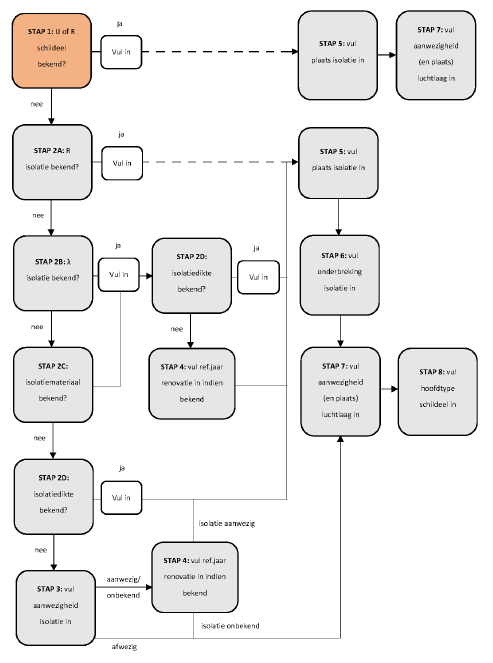 STAP 1: U of R
schildeel
bekend?
ja
Vul in
STAP 5: vul
plaats isolatie in
STAP 7: vul
aanwezigheid
(en plaats)
luchtlaag in
nee
STAP 2A: R
isolatie bekend?
ja
Vul in
STAP 5: vul
plaats isolatie in
nee
STAP 2B: λ
isolatie bekend?
ja
Vul in
STAP 2D:
isolatiedikte
bekend?
ja
Vul in
STAP 6: vul
onderbreking
isolatie in
nee
nee
STAP 2C:
isolatiemateriaal
bekend?
STAP 4: vul ref.jaar
renovatie in indien
bekend
STAP 7: vul
aanwezigheid
(en plaats)
luchtlaag in
STAP 8: vul
hoofdtype
schildeel in
nee
STAP 2D:
isolatiedikte
bekend?
ja
Vul in
isolatie aanwezig
nee
STAP 3: vul
aanwezigheid
isolatie in
aanwezig/
onbekend
STAP 4: vul ref.jaar
renovatie in indien
bekend
isolatie onbekend
afwezig